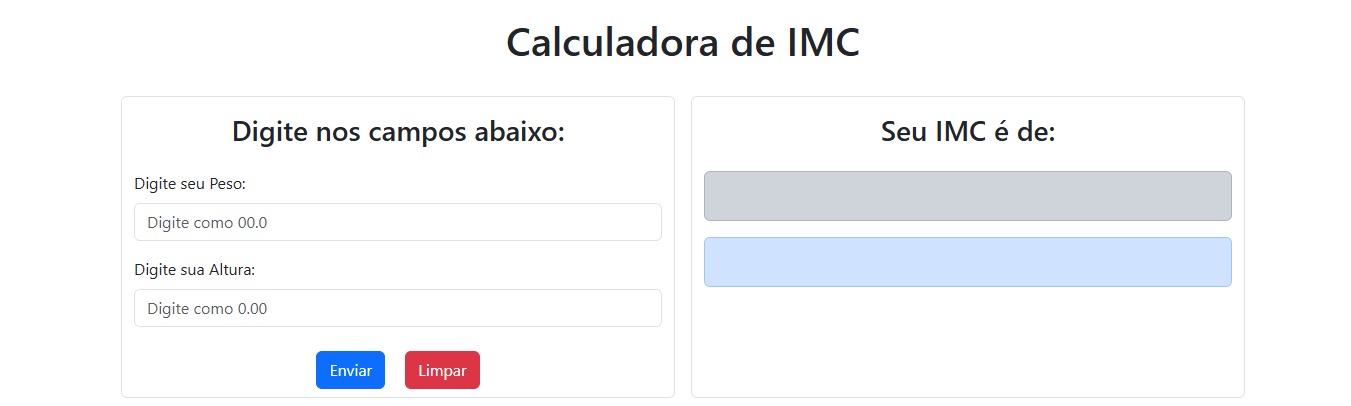 Calculadora de IMC
Digite nos campos abaixo:
Digite seu Peso:
Digite como 00.0
Digite sua Altura:
Digite como 0.00
Enviar
Limpar
Seu IMC é de: